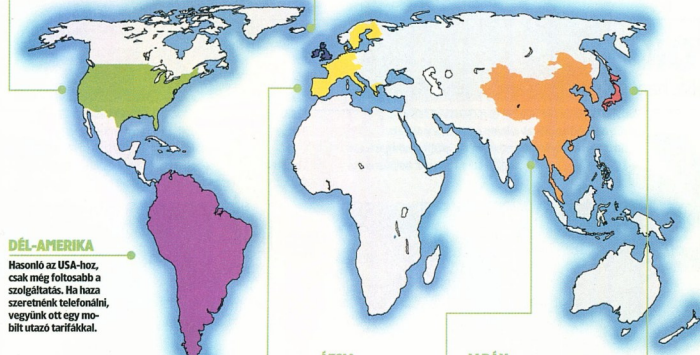 DÉL-AMERIKA
Hasonló az USA-hoz,
csak még foltosabb a
szolgáltatás. Ha haza
szeretnénk telefonálni,
vegyünk ott egy mo-
bilt utazó tarifákkal.